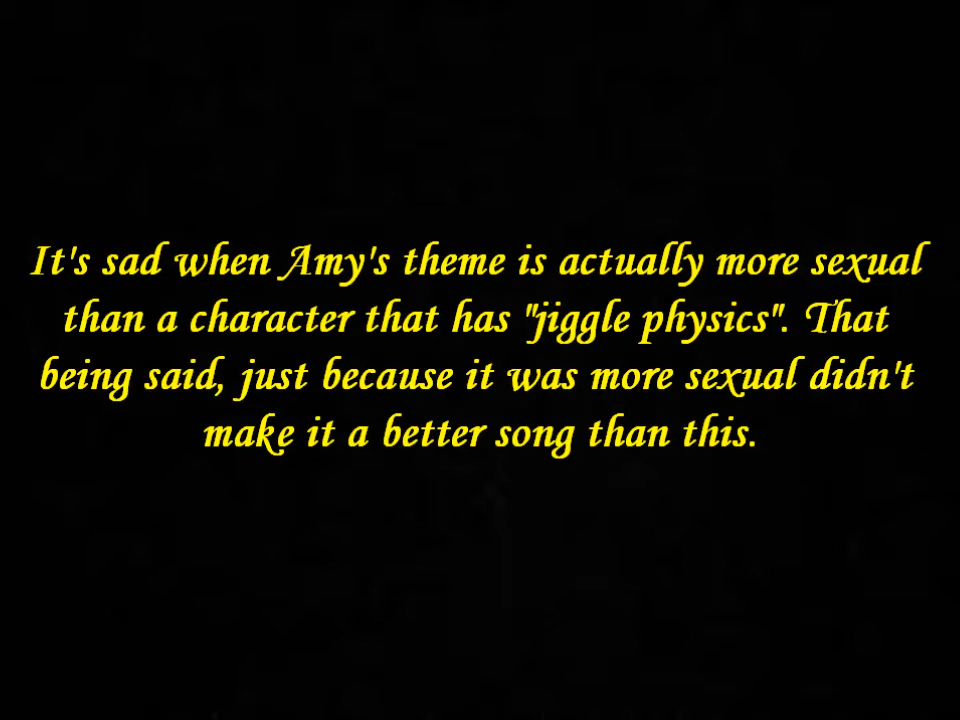 It's sad when Amy's theme is actually more sexual
than a character that has "jiggle physics". That
being said, just because it was more sexual didn't
make it a better song than this.